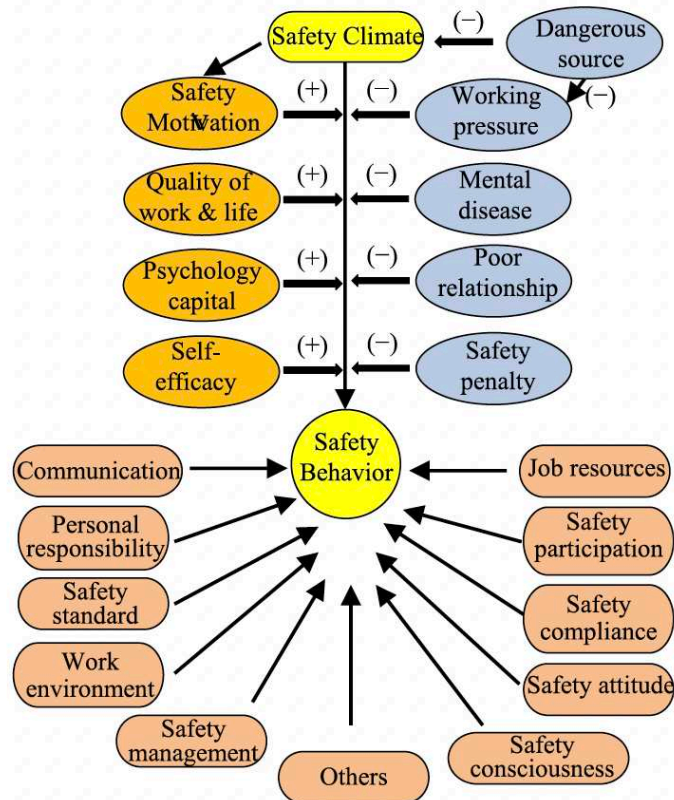 Safety Climate
(−)
Dangerous
source
Safety
Motivation
(+)
(−)
Working
pressure
(−)
Quality of
work & life
(+)
(−)
Mental
disease
Psychology
capital
(+)
(−)
Poor
relationship
Self-
efficacy
(+)
(−)
Safety
penalty
Safety
Behavior
Communication
Job resources
Personal
responsibility
Safety
participation
Safety
standard
Safety
compliance
Work
environment
Safety attitude
Safety
management
Others
Safety
consciousness